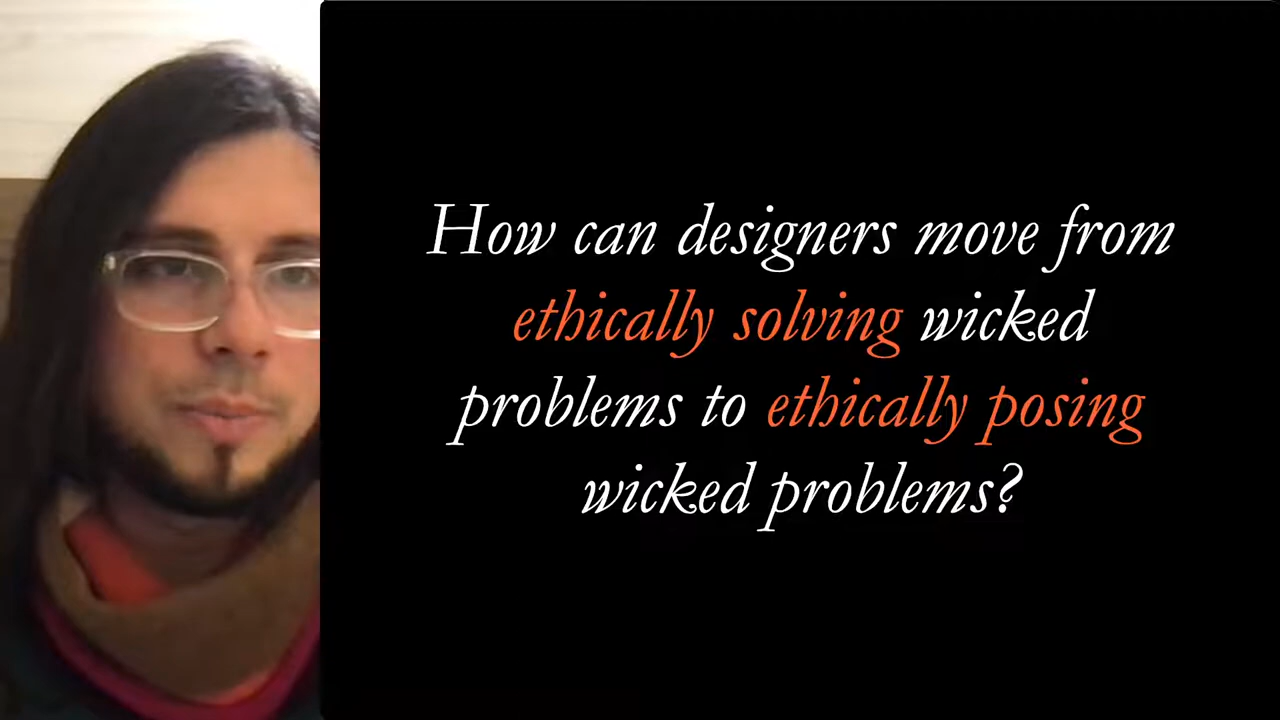 How can designers move from
ethically solving wicked
problems to ethically posing
wicked problems?